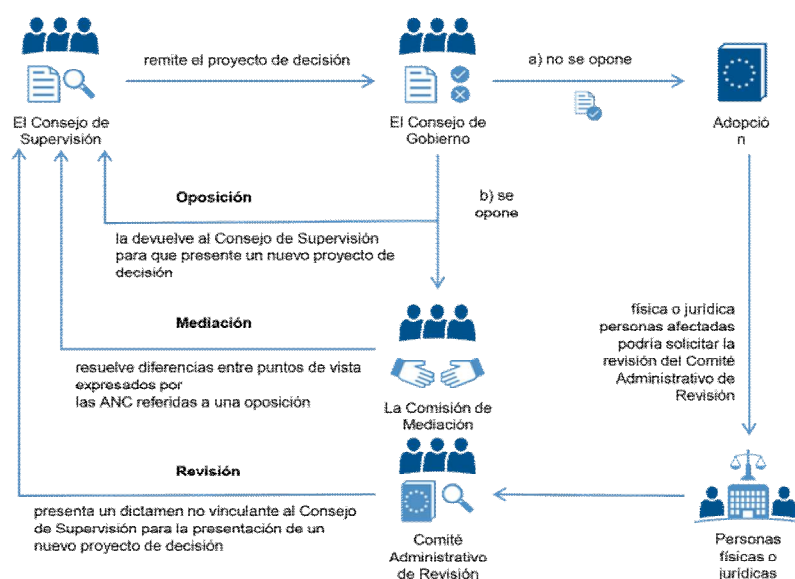 remite el proyecto de decisión
a) no se opone
El Consejo de
Supervisión
El Consejo de
Gobierno
Adopció
n
Oposición
b) se
opone
la devuelve al Consejo de Supervisión
para que presente un nuevo proyecto de
decisión
Mediación
resuelve diferencias entre puntos de vista
expresados por
las ANC referidas a una oposición
La Comisión de
Mediación
física o jurídica
personas afectadas
podría solicitar la
revisión del Comité
Administrativo de
Revisión
Revisión
presenta un dictamen no vinculante al Consejo
de Supervisión para la presentación de un
nuevo proyecto de decisión
Comité
Administrativo
de Revisión
Personas
físicas o
jurídicas